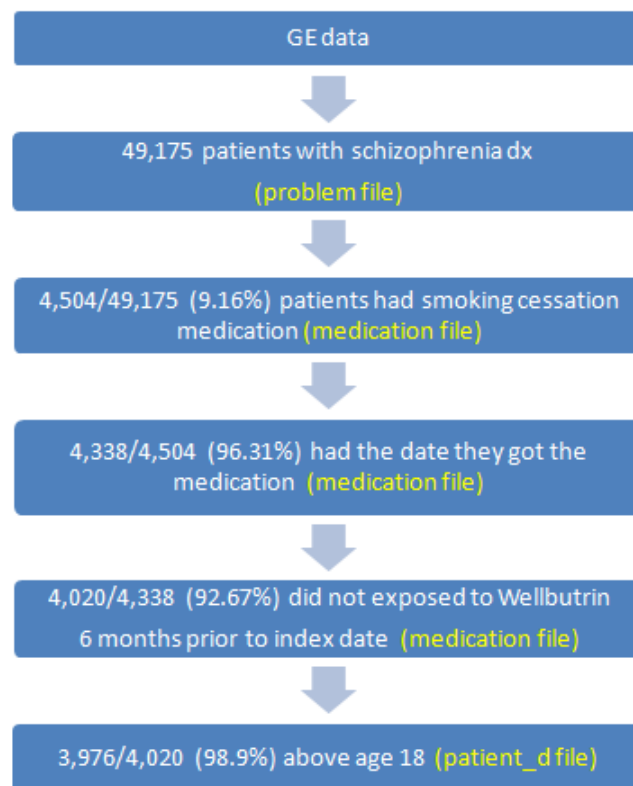 GE data
49,175 patients with schizophrenia dx
(problem file)
4,504/49,175 (9.16%) patients had smoking cessation
medication (medication file)
4,338/4,504 (96.31%) had the date they got the
medication (medication file)
4,020/4,338 (92.67%) did not exposed to Wellbutrin
6 months prior to index date (medication file)
3,976/4,020 (98.9%) above age 18 (patient_d file)